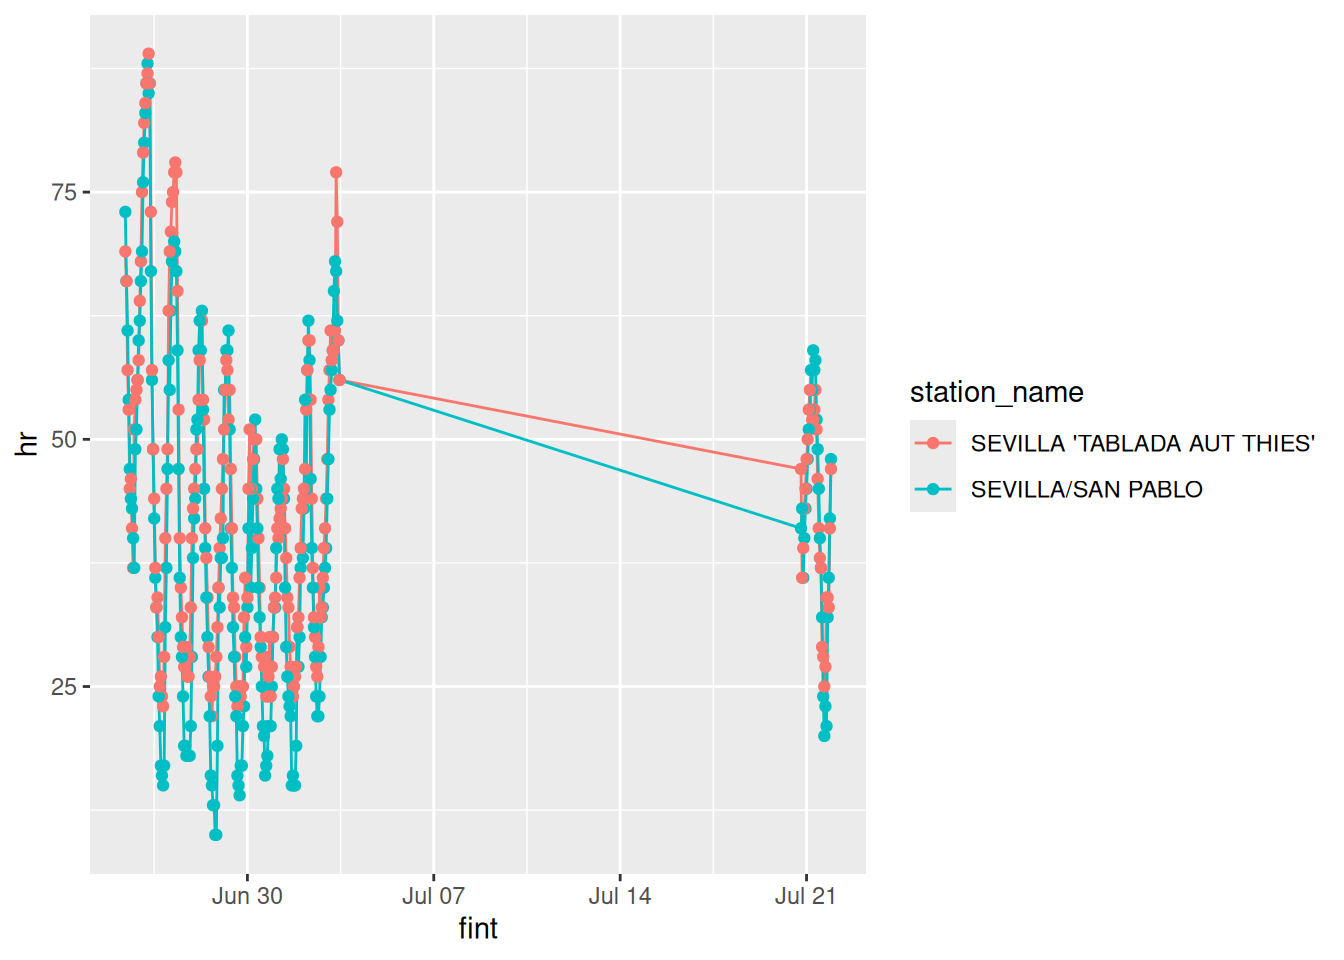 75
50
25
hr
Jun 30
Jul 07
Jul 14
Jul 21
fint
station_name
SEVILLA 'TABLADA AUT THIES'
SEVILLA/SAN PABLO